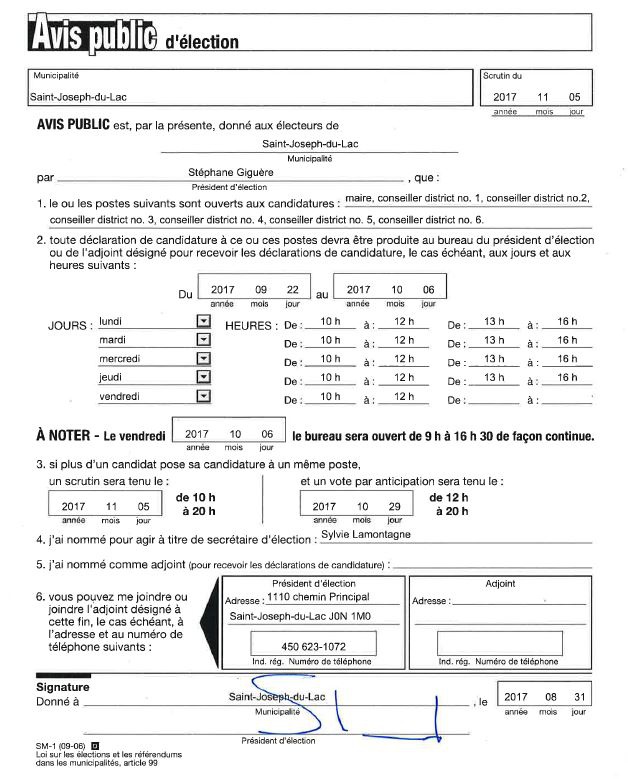 Avis public d'élection
Municipalité
Saint-Joseph-du-Lac
Scrutin du
2017 11 05
année mois jour
AVIS PUBLIC est, par la présente, donné aux électeurs de
Saint-Joseph-du-Lac
Municipalité
par Stéphane Giguère , que :
Président d'élection
1. le ou les postes suivants sont ouverts aux candidatures : maire, conseiller district no. 1, conseiller district no.2,
conseiller district no. 3, conseiller district no. 4, conseiller district no. 5, conseiller district no. 6.
2. toute déclaration de candidature à ce ou ces postes devra être produite au bureau du président d'élection
ou de l'adjoint désigné pour recevoir les déclarations de candidature, le cas échéant, aux jours et aux
heures suivants :
Du 2017 09 22 au 2017 10 06
année mois jour année mois jour
JOURS : lundi HEURES : De : 10 h à : 12 h De : 13 h à : 16 h
mardi De : 10 h à : 12 h De : 13 h à : 16 h
mercredi De : 10 h à : 12 h De : 13 h à : 16 h
jeudi De : 10 h à : 12 h De : 13 h à : 16 h
vendredi De : 10 h à : 12 h De : à :
À NOTER - Le vendredi 2017 10 06 le bureau sera ouvert de 9 h à 16 h 30 de façon continue.
année mois jour
3. si plus d'un candidat pose sa candidature à un même poste,
un scrutin sera tenu le : et un vote par anticipation sera tenu le :
2017 11 05 de 10 h à 20 h 2017 10 29 de 12 h à 20 h
année mois jour année mois jour
4. j'ai nommé pour agir à titre de secrétaire d'élection : Sylvie Lamontagne
5. j'ai nommé comme adjoint (pour recevoir les déclarations de candidature) :
6. vous pouvez me joindre ou
joindre l'adjoint désigné à
cette fin, le cas échéant, à
l'adresse et au numéro de
téléphone suivants :
Président d'élection
Adresse : 1110 chemin Principal
Saint-Joseph-du-Lac J0N 1M0
450 623-1072
Ind. rég. Numéro de téléphone
Adjoint
Adresse :
Ind. rég. Numéro de téléphone
Signature
Donné à Saint-Joseph-du-Lac , le 2017 08 31
Municipalité année mois jour
Président d'élection
SM-1 (09-06) D
Loi sur les élections et les référendums
dans les municipalités, article 99